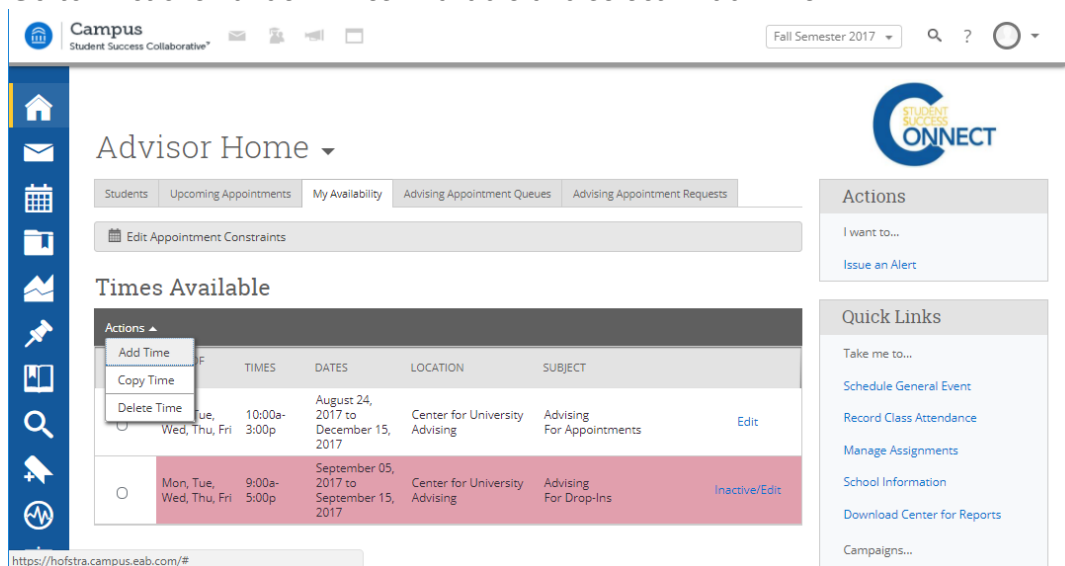 Campus
Student Success Collaborative
Fall Semester 2017
?
STUDENT
SUCCESS
CONNECT
Advisor Home
Students Upcoming Appointments My Availability Advising Appointment Queues Advising Appointment Requests
Edit Appointment Constraints
Times Available
Actions
Add Time
Copy Time
Delete Time
TIMES DATES LOCATION SUBJECT
Tue,
Wed, Thu, Fri
10:00a-
3:00p
August 24,
2017 to
December 15,
2017
Center for University
Advising
Advising
For Appointments
Edit
Mon, Tue,
Wed, Thu, Fri
9:00a-
5:00p
September 05,
2017 to
September 15,
2017
Center for University
Advising
Advising
For Drop-Ins
Inactive/Edit
Actions
I want to...
Issue an Alert
Quick Links
Take me to...
Schedule General Event
Record Class Attendance
Manage Assignments
School Information
Download Center for Reports
Campaigns...
https://hofstra.campus.eab.com/#